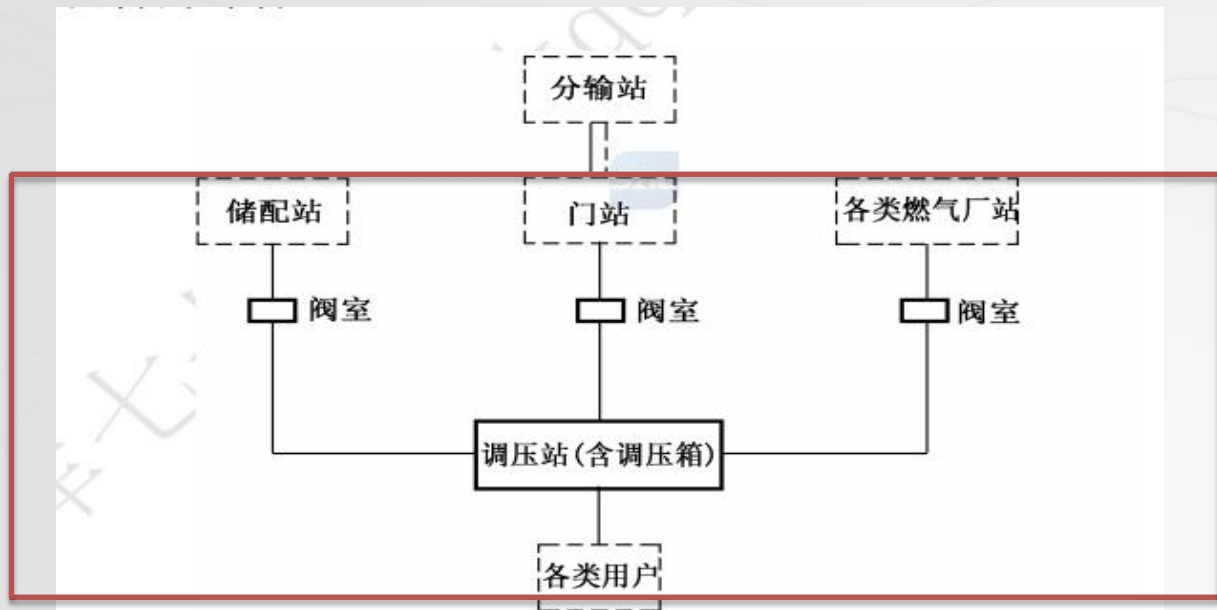 分输站
储配站
门站
各类燃气厂站
阀室
阀室
阀室
调压站(含调压箱)
各类用户